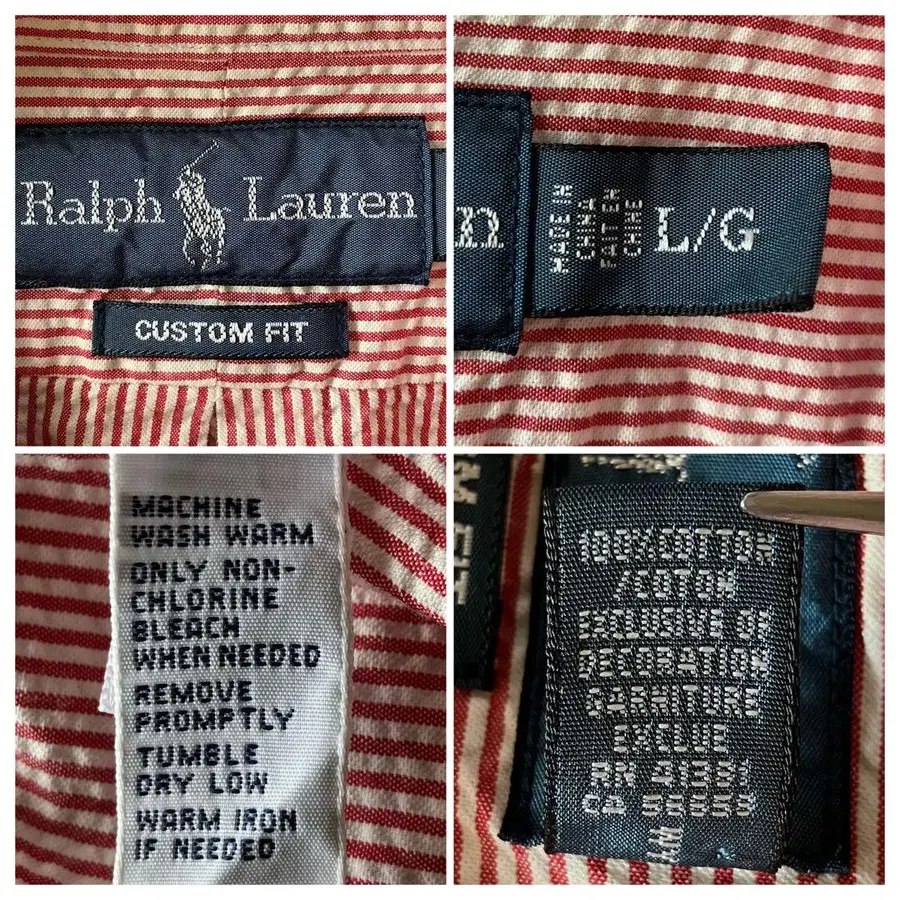 Ralph Lauren
CUSTOM FIT
n
MADE IN
CHINA
FAIT EN
CHINE
L/G
MACHINE
WASH WARM
ONLY NON-
CHLORINE
BLEACH
WHEN NEEDED
REMOVE
PROMPTLY
TUMBLE
DRY LOW
WARM IRON
IF NEEDED
M FIT
100%COTTON
/COTON
EXCLUSIVE OF
DECORATION
GARNITURE
EXCLUE
RN 41381
CA